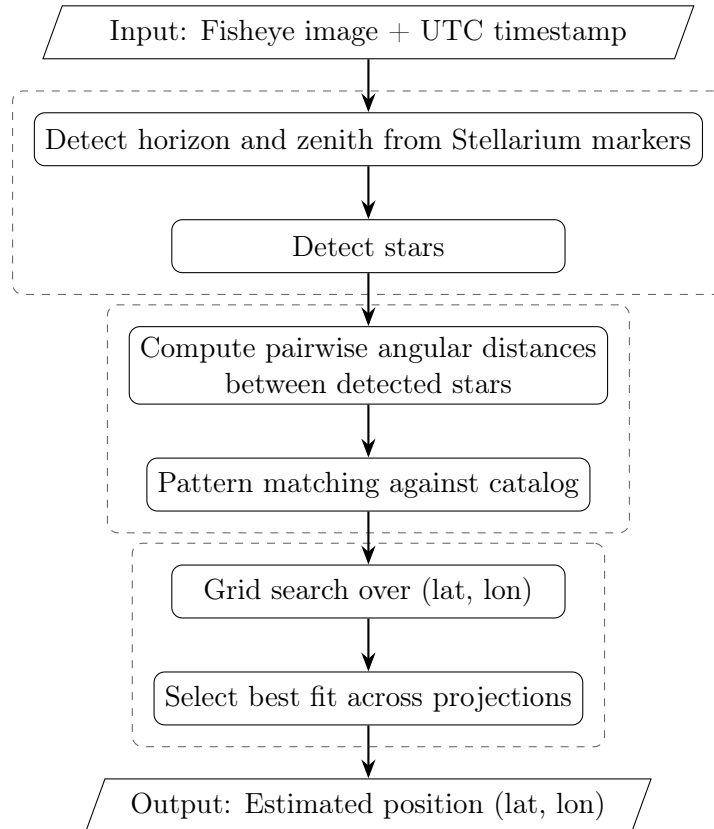 Input: Fisheye image + UTC timestamp
Detect horizon and zenith from Stellarium markers
Detect stars
Compute pairwise angular distances
between detected stars
Pattern matching against catalog
Grid search over (lat, lon)
Select best fit across projections
Output: Estimated position (lat, lon)